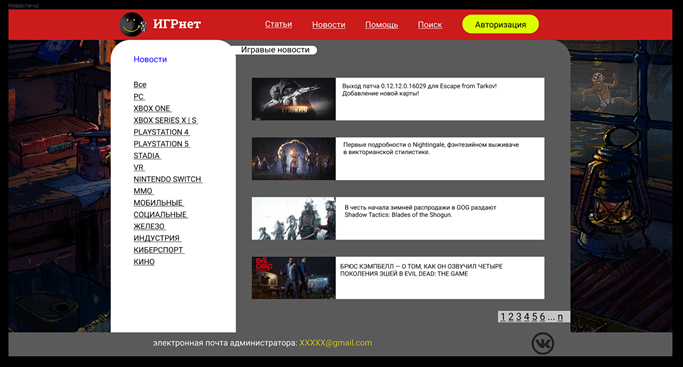 Новости-ui
ИГРнет
Статьи
Новости
Помощь
Поиск
Авторизация
Новости
Игравые новости
Все
PC
XBOX ONE
XBOX SERIES X | S
PLAYSTATION 4
PLAYSTATION 5
STADIA
VR
NINTENDO SWITCH
MMO
МОБИЛЬНЫЕ
СОЦИАЛЬНЫЕ
ЖЕЛЕЗО
ИНДУСТРИЯ
КИБЕРСПОРТ
КИНО
Выход патча 0.12.12.0.16029 для Escape from Tarkov!
Добавление новой карты!
Первые подробности о Nightingale, фэнтезийном выживаче
в викторианской стилистике.
В честь начала зимней распродажи в GOG раздают
Shadow Tactics: Blades of the Shogun.
EVIL
DEAD
БРЮС КЭМПБЕЛЛ — О ТОМ, КАК ОН ОЗВУЧИЛ ЧЕТЫРЕ
ПОКОЛЕНИЯ ЭШЕЙ В EVIL DEAD: THE GAME
1 2 3 4 5 6 ... n
электронная почта администратора: XXXXX@gmail.com